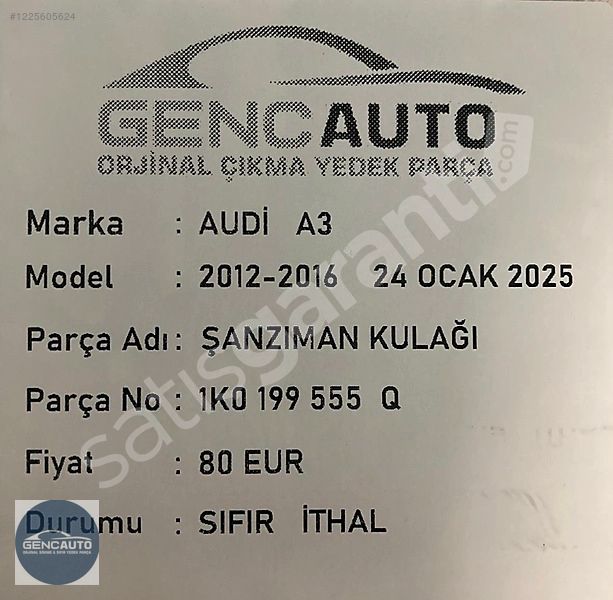 #1225605624
GENCAUTO
ORJİNAL ÇIKMA YEDEK PARÇA
satısgaranti.com
Marka : AUDİ A3
Model : 2012-2016 24 OCAK 2025
Parça Adı : ŞANZIMAN KULAĞI
Parça No : 1K0 199 555 Q
Fiyat : 80 EUR
Durumu : SIFIR İTHAL
GENCAUTO